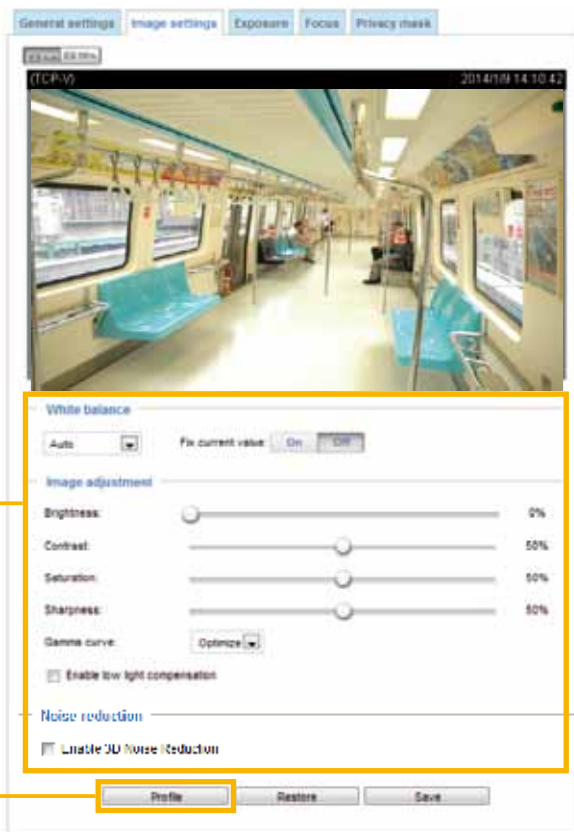 General settings Image settings Exposure Focus Privacy mask
(TCP-V) 2014/1/9 14:10:42
White balance
Auto Fix current value: On Off
Image adjustment
Brightness: 0%
Contrast: 50%
Saturation: 50%
Sharpness: 50%
Gamma curve: Optimize
Enable low light compensation
Noise reduction
Enable 3D Noise Reduction
Profile Restore Save